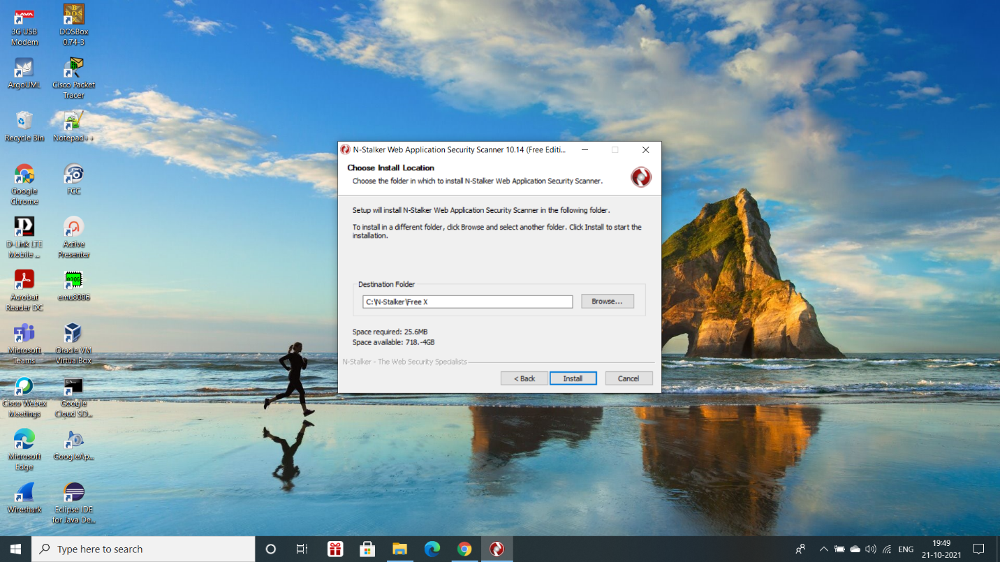 3G USB
Modem
DOSBox
0.74-3
ArgoUML
Cisco Packet
Tracer
Recycle Bin
Notepad++
Google
Chrome
FCC
D-Link LTE
Mobile ...
Active
Presenter
Acrobat
Reader DC
emu8086
Microsoft
Teams
Oracle VM
VirtualBox
Cisco Webex
Meetings
Google
Cloud SD...
Microsoft
Edge
GoogleAp...
Wireshark
Eclipse IDE
for Java De...
N-Stalker Web Application Security Scanner 10.14 (Free Editi...
Choose Install Location
Choose the folder in which to install N-Stalker Web Application Security Scanner.
Setup will install N-Stalker Web Application Security Scanner in the following folder.
To install in a different folder, click Browse and select another folder. Click Install to start the
installation.
Destination Folder
C:\N-Stalker\Free X
Browse...
Space required: 25.6MB
Space available: 718.-4GB
N-Stalker - The Web Security Specialists
< Back
Install
Cancel
Type here to search
ENG
19:49
21-10-2021